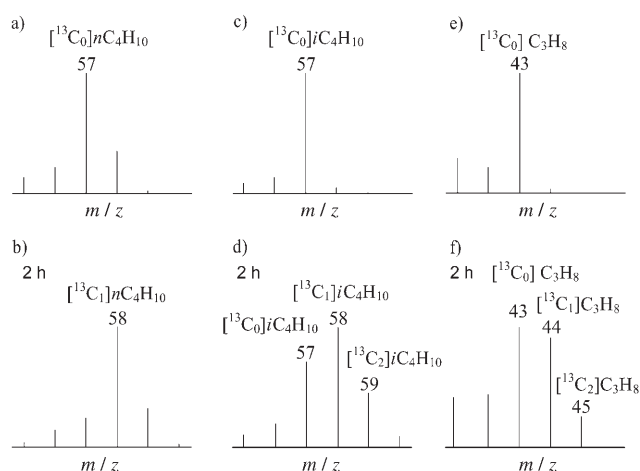 a)
[¹³C₀]nC₄H₁₀
57
m / z
b)
2 h
[¹³C₁]nC₄H₁₀
58
m / z
c)
[¹³C₀]iC₄H₁₀
57
m / z
d)
2 h
[¹³C₁]iC₄H₁₀
58
[¹³C₀]iC₄H₁₀
57
[¹³C₂]iC₄H₁₀
59
m / z
e)
[¹³C₀] C₃H₈
43
m / z
f)
2 h
[¹³C₀] C₃H₈
43
[¹³C₁]C₃H₈
44
[¹³C₂]C₃H₈
45
m / z